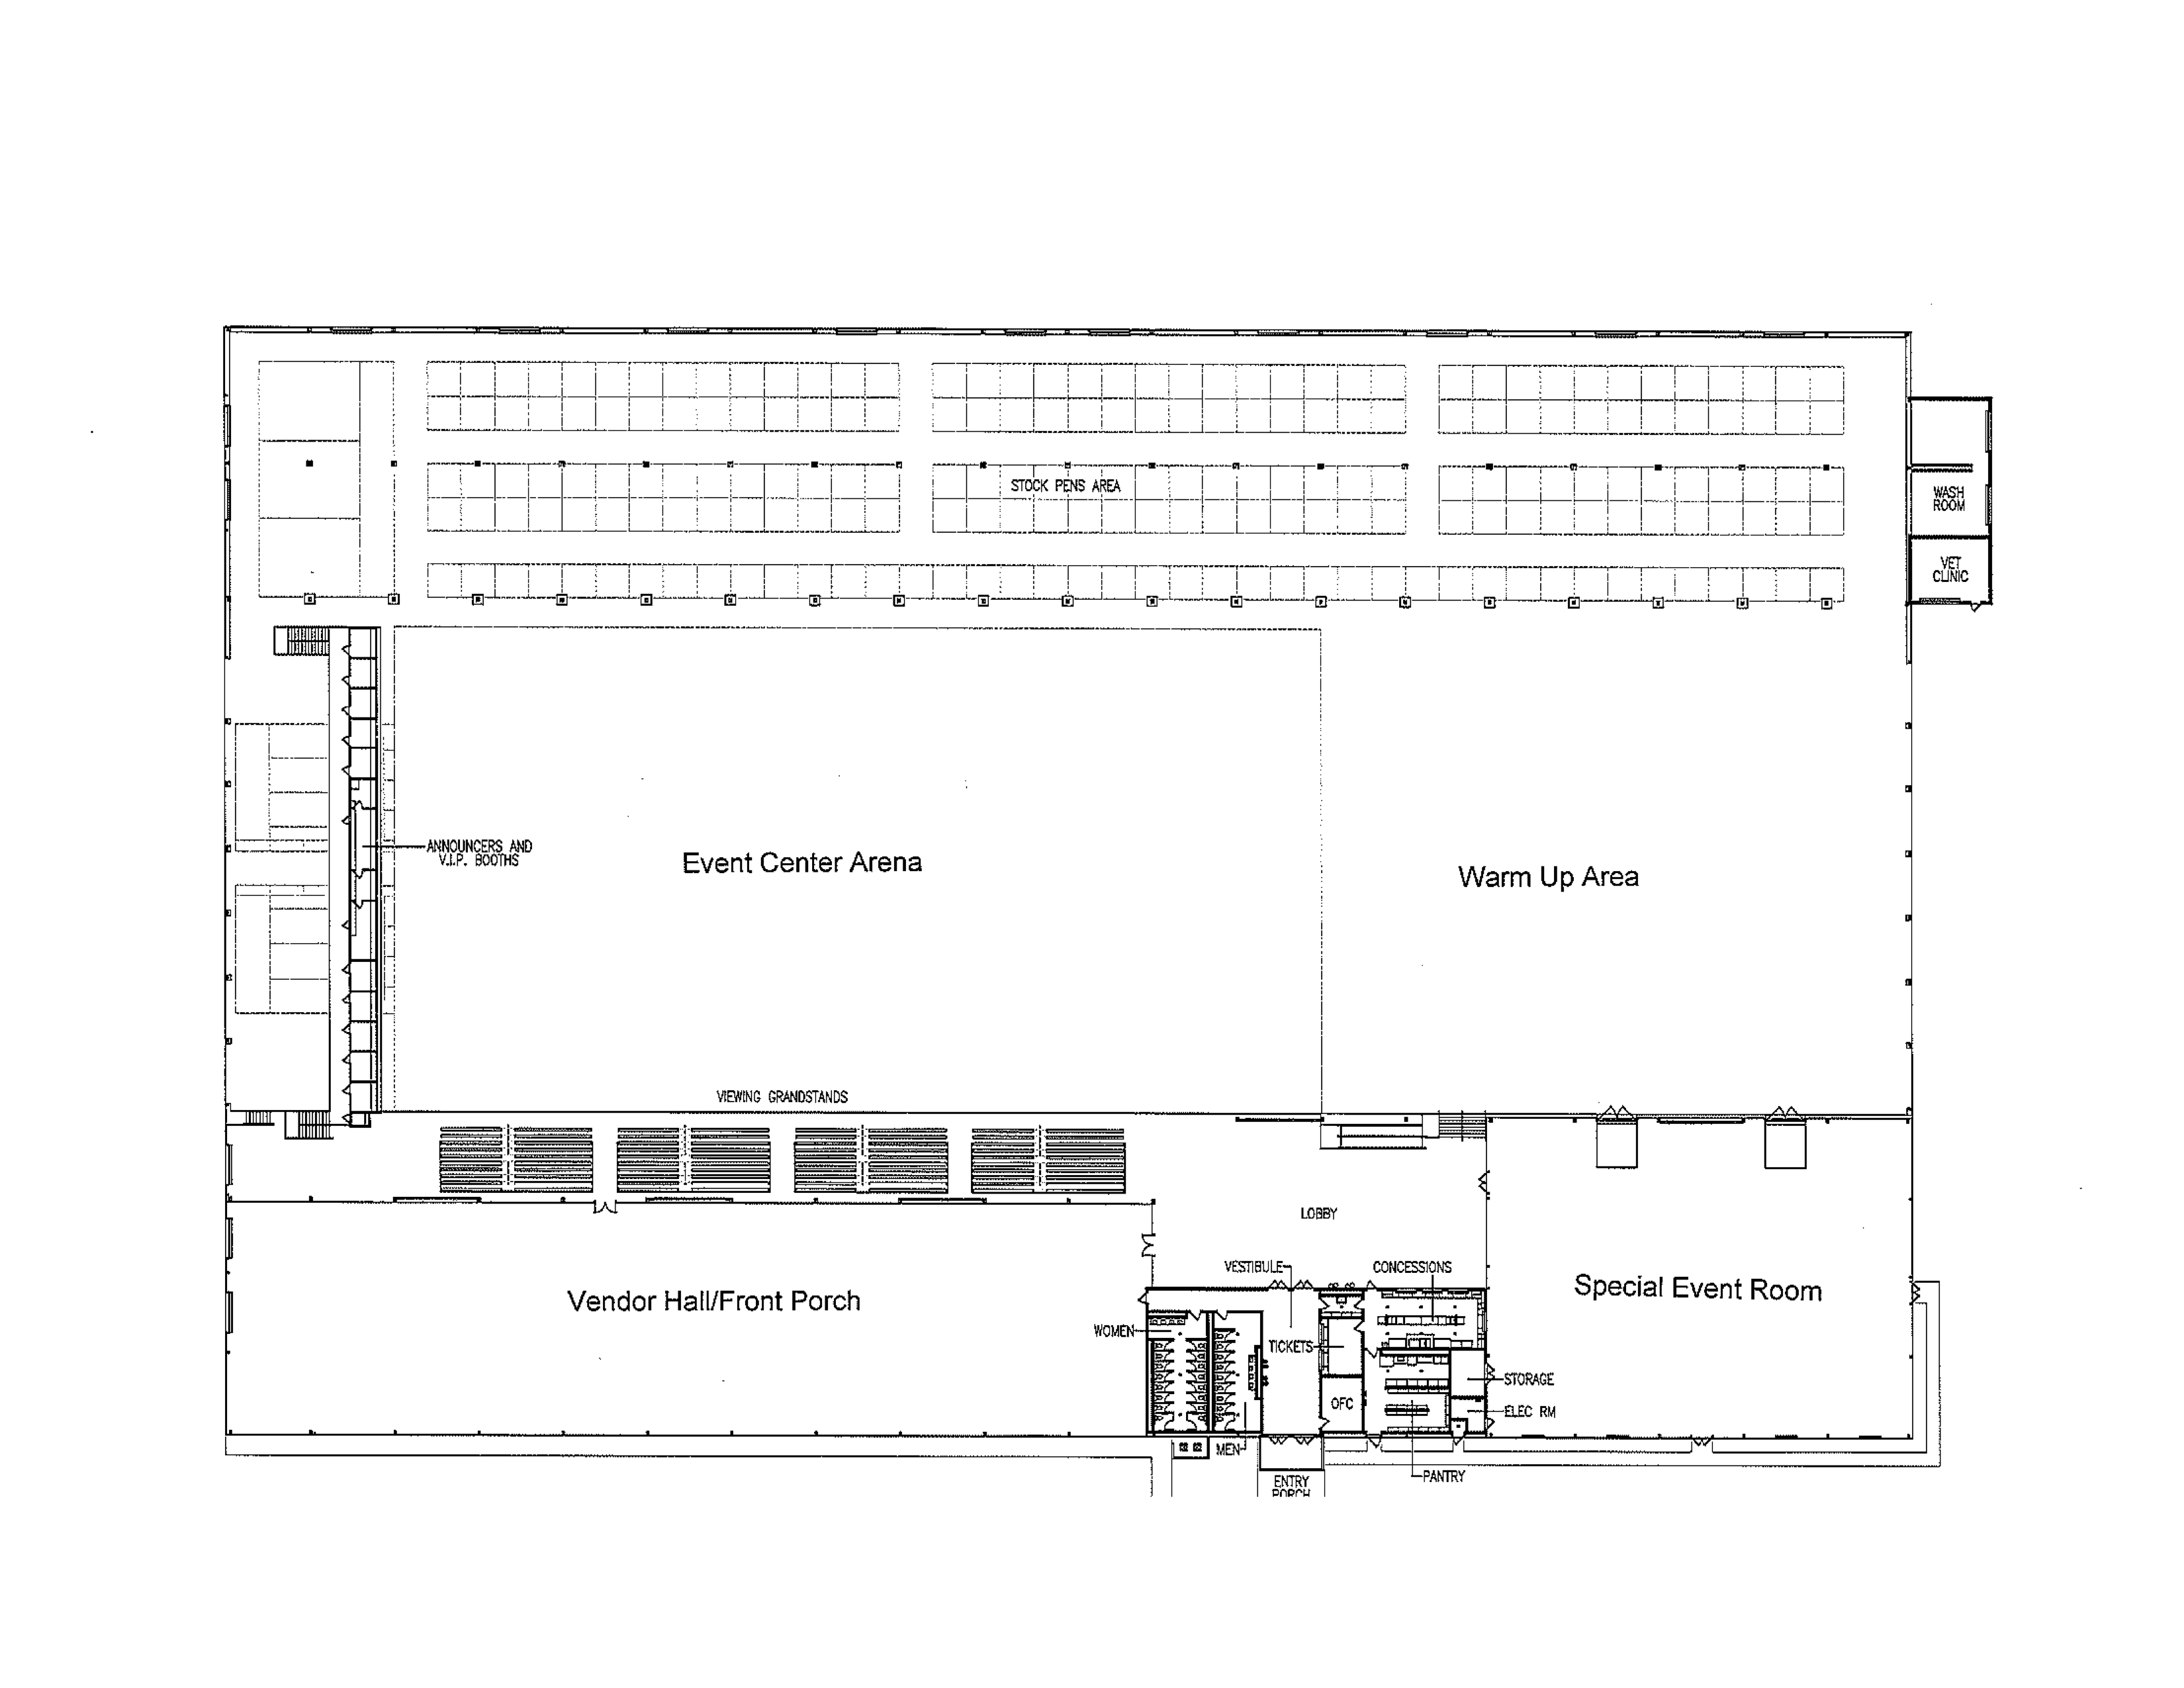 STOCK PENS AREA
WASH
ROOM
VET
CLINIC
ANNOUNCERS AND
V.I.P. BOOTHS
Event Center Arena
Warm Up Area
VIEWING GRANDSTANDS
LOBBY
VESTIBULE
CONCESSIONS
Special Event Room
Vendor Hall/Front Porch
WOMEN
TICKETS
STORAGE
OFC
ELEC RM
MEN
PANTRY
ENTRY
PORCH